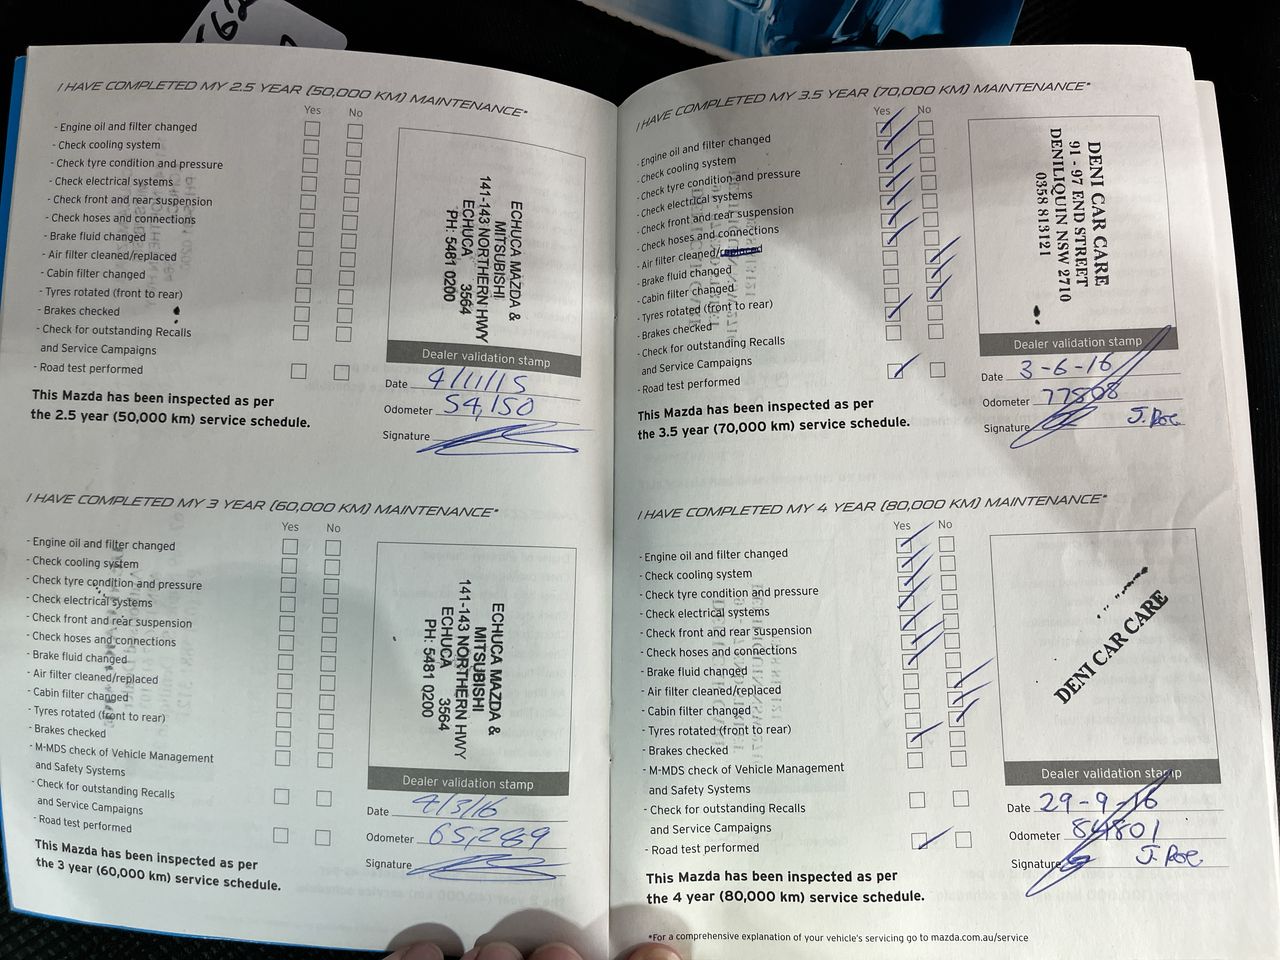 I HAVE COMPLETED MY 2.5 YEAR (50,000 KM) MAINTENANCE*
Yes No
- Engine oil and filter changed
- Check cooling system
- Check tyre condition and pressure
- Check electrical systems
- Check front and rear suspension
- Check hoses and connections
- Brake fluid changed
- Air filter cleaned/replaced
- Cabin filter changed
- Tyres rotated (front to rear)
- Brakes checked
- Check for outstanding Recalls
and Service Campaigns
- Road test performed
This Mazda has been inspected as per
the 2.5 year (50,000 km) service schedule.
ECHUCA MAZDA &
MITSUBISHI
141-143 NORTHERN HWY
ECHUCA 3564
PH: 5481 0200
Dealer validation stamp
Date 4/11/15
Odometer 54,150
Signature
I HAVE COMPLETED MY 3 YEAR (60,000 KM) MAINTENANCE*
Yes No
- Engine oil and filter changed
- Check cooling system
- Check tyre condition and pressure
- Check electrical systems
- Check front and rear suspension
- Check hoses and connections
- Brake fluid changed
- Air filter cleaned/replaced
- Cabin filter changed
- Tyres rotated (front to rear)
- Brakes checked
- M-MDS check of Vehicle Management
and Safety Systems
- Check for outstanding Recalls
and Service Campaigns
- Road test performed
This Mazda has been inspected as per
the 3 year (60,000 km) service schedule.
ECHUCA MAZDA &
MITSUBISHI
141-143 NORTHERN HWY
ECHUCA 3564
PH: 5481 0200
Dealer validation stamp
Date 4/3/16
Odometer 65,289
Signature
I HAVE COMPLETED MY 3.5 YEAR (70,000 KM) MAINTENANCE*
Yes No
- Engine oil and filter changed
- Check cooling system
- Check tyre condition and pressure
- Check electrical systems
- Check front and rear suspension
- Check hoses and connections
- Air filter cleaned/replaced
- Brake fluid changed
- Cabin filter changed
- Tyres rotated (front to rear)
- Brakes checked
- Check for outstanding Recalls
and Service Campaigns
- Road test performed
This Mazda has been inspected as per
the 3.5 year (70,000 km) service schedule.
DENI CAR CARE
91 - 97 END STREET
DENILIQUIN NSW 2710
0358 813121
Dealer validation stamp
Date 3-6-16
Odometer 77508
Signature J. Poe
I HAVE COMPLETED MY 4 YEAR (80,000 KM) MAINTENANCE*
Yes No
- Engine oil and filter changed
- Check cooling system
- Check tyre condition and pressure
- Check electrical systems
- Check front and rear suspension
- Check hoses and connections
- Brake fluid changed
- Air filter cleaned/replaced
- Cabin filter changed
- Tyres rotated (front to rear)
- Brakes checked
- M-MDS check of Vehicle Management
and Safety Systems
- Check for outstanding Recalls
and Service Campaigns
- Road test performed
This Mazda has been inspected as per
the 4 year (80,000 km) service schedule.
DENI CAR CARE
Dealer validation stamp
Date 29-9-16
Odometer 84801
Signature J. Poe
*For a comprehensive explanation of your vehicle's servicing go to mazda.com.au/service